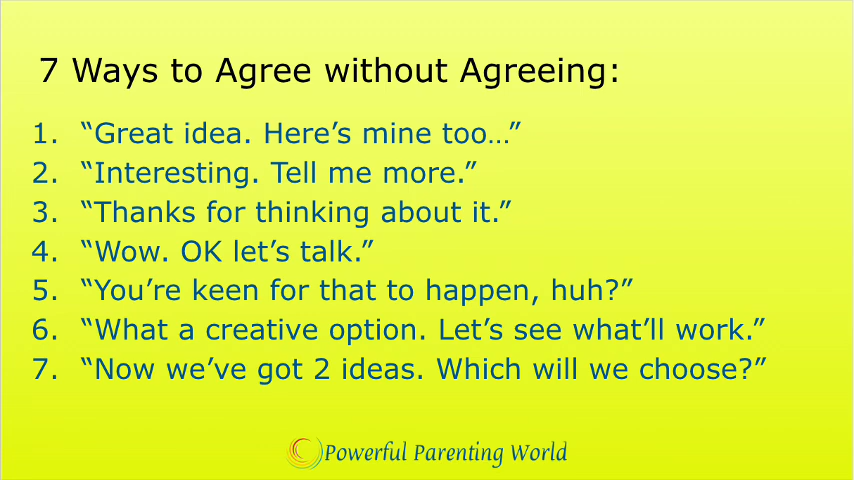 7 Ways to Agree without Agreeing:
1. “Great idea. Here’s mine too…”
2. “Interesting. Tell me more.”
3. “Thanks for thinking about it.”
4. “Wow. OK let’s talk.”
5. “You’re keen for that to happen, huh?”
6. “What a creative option. Let’s see what’ll work.”
7. “Now we’ve got 2 ideas. Which will we choose?”
Powerful Parenting World